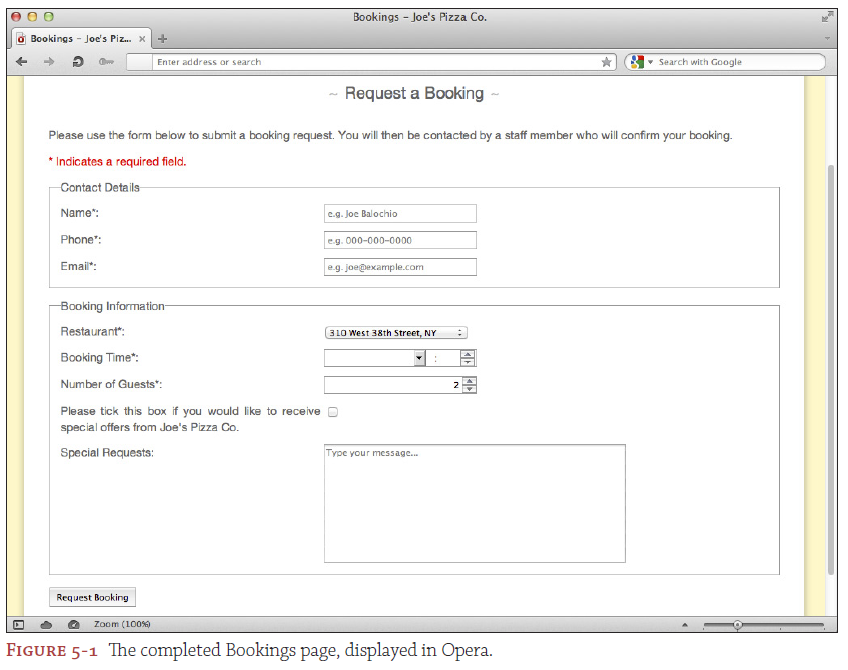 Bookings – Joe's Pizza Co.
Bookings – Joe's Piz...
Enter address or search
Search with Google
~ Request a Booking ~
Please use the form below to submit a booking request. You will then be contacted by a staff member who will confirm your booking.
* Indicates a required field.
Contact Details
Name*:
e.g. Joe Balochio
Phone*:
e.g. 000-000-0000
Email*:
e.g. joe@example.com
Booking Information
Restaurant*:
310 West 38th Street, NY
Booking Time*:
:
Number of Guests*:
2
Please tick this box if you would like to receive
special offers from Joe's Pizza Co.
Special Requests:
Type your message...
Request Booking
Zoom (100%)
FIGURE 5-1 The completed Bookings page, displayed in Opera.